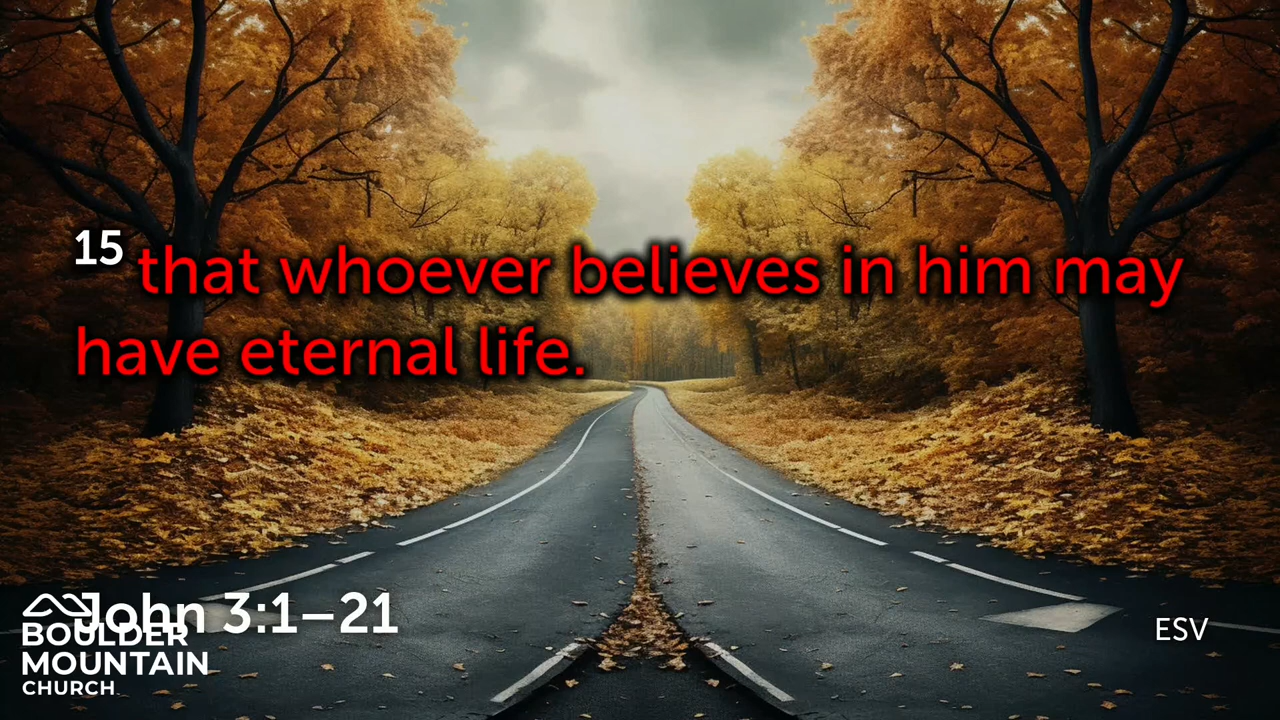 15 that whoever believes in him may
have eternal life.
John 3:1–21
BOULDER
MOUNTAIN
CHURCH
ESV